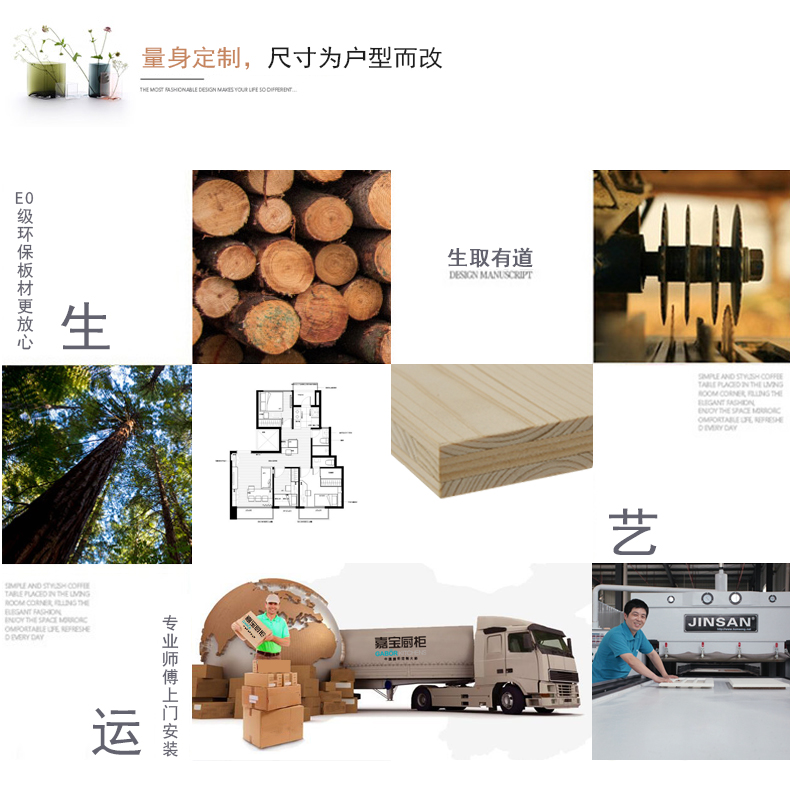 量身定制，尺寸为户型而改
THE MOST FASHIONABLE DESIGN MAKES YOUR LIFE SO DIFFERENT...
E0级环保板材更放心
生
生取有道
DESIGN MANUSCRIPT
SIMPLE AND STYLISH COFFEE
TABLE PLACED IN THE LIVING
ROOM CORNER, FILLING THE
ELEGANT FASHION,
ENJOY THE SPACE MIRRORC
OMFORTABLE LIFE, REFRESHE
D EVERY DAY
艺
SIMPLE AND STYLISH COFFEE
TABLE PLACED IN THE LIVING
ROOM CORNER, FILLING THE
ELEGANT FASHION,
ENJOY THE SPACE MIRRORC
OMFORTABLE LIFE, REFRESHE
D EVERY DAY
专业师傅上门安装
运
嘉宝厨柜
嘉宝厨柜
JINSAN